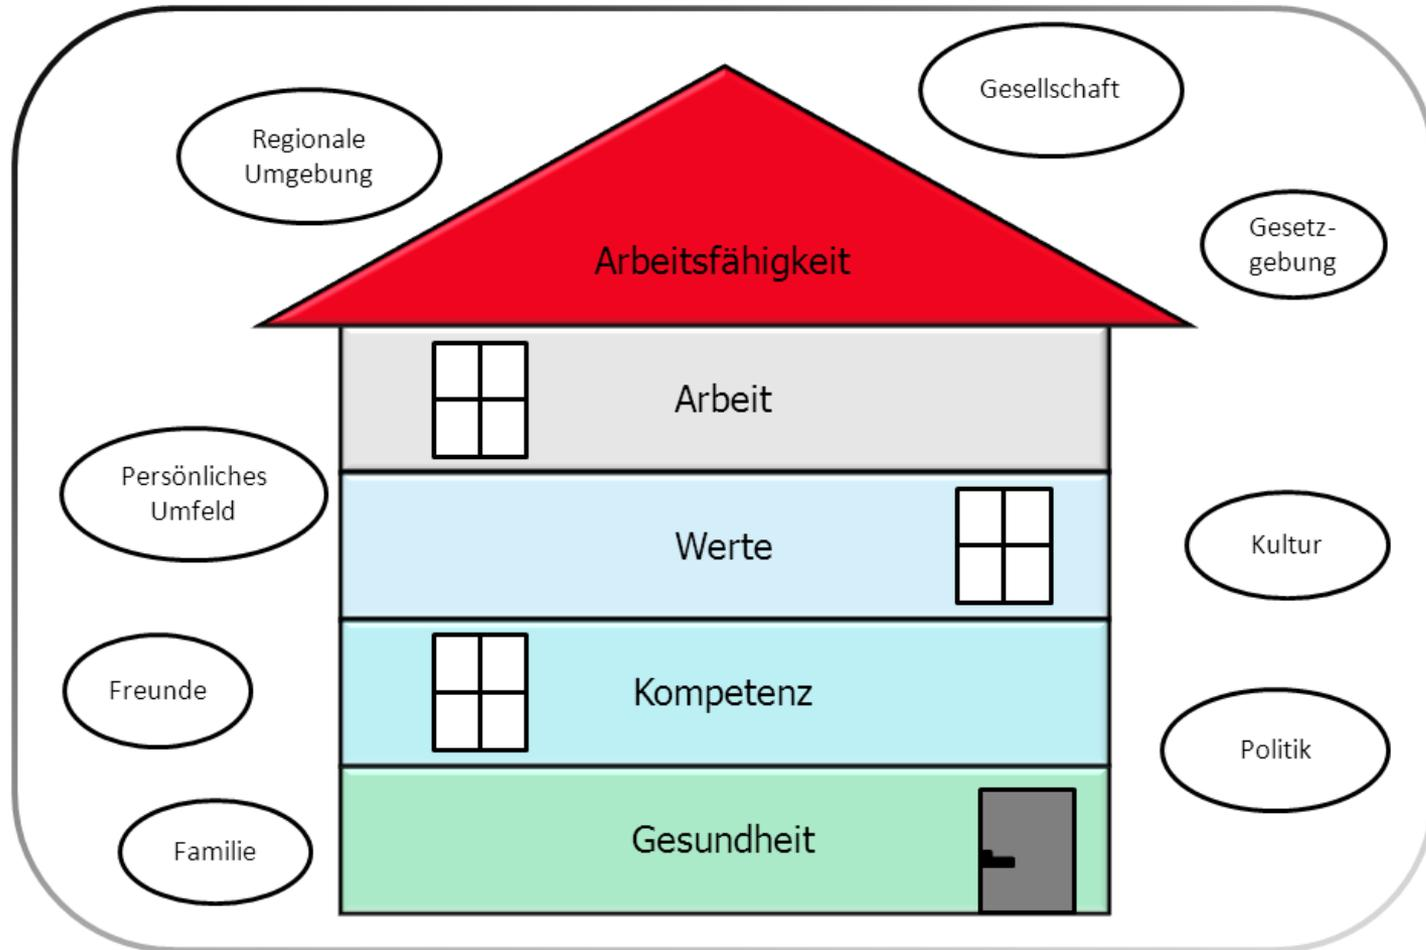 Gesellschaft
Regionale
Umgebung
Gesetz-
gebung
Arbeitsfähigkeit
Arbeit
Persönliches
Umfeld
Werte
Kultur
Freunde
Kompetenz
Politik
Familie
Gesundheit